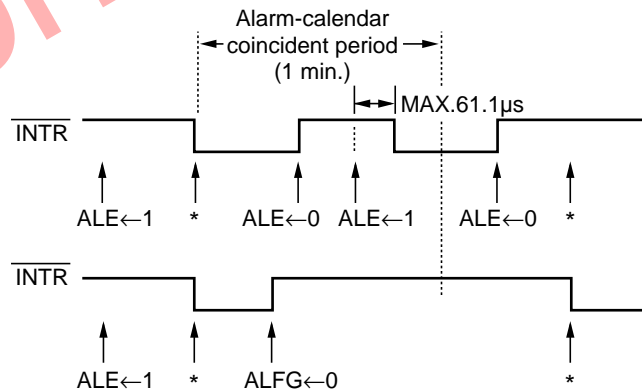 Alarm-calendar
coincident period
(1 min.)
MAX.61.1µs
INTR
ALE←1 * ALE←0 ALE←1 ALE←0 *
INTR
ALE←1 * ALFG←0 *